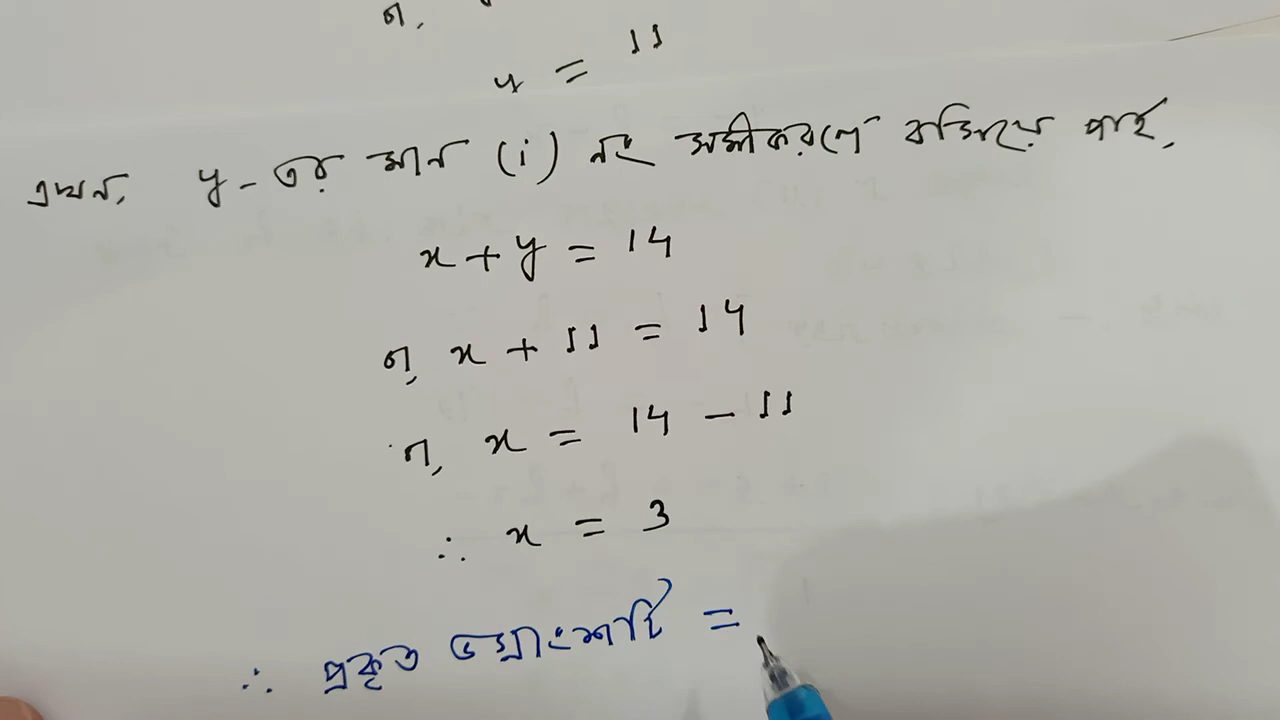 বা,
y = 11
এখন, y-এর মান (i) নং সমীকরণে বসিয়ে পাই,
x + y = 14
বা, x + 11 = 14
বা, x = 14 - 11
∴ x = 3
∴ প্রকৃত ভগ্নাংশটি =